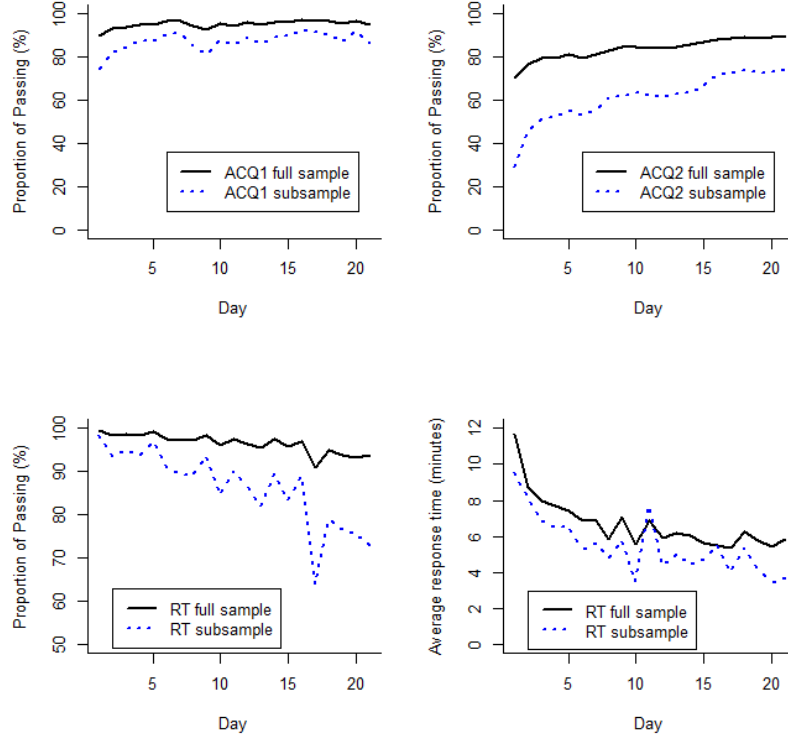 Proportion of Passing (%)
100
80
60
40
20
0
ACQ1 full sample
ACQ1 subsample
5 10 15 20
Day
Proportion of Passing (%)
100
80
60
40
20
0
ACQ2 full sample
ACQ2 subsample
5 10 15 20
Day
Proportion of Passing (%)
100
90
80
70
60
50
RT full sample
RT subsample
5 10 15 20
Day
Average response time (minutes)
12
10
8
6
4
2
0
RT full sample
RT subsample
5 10 15 20
Day